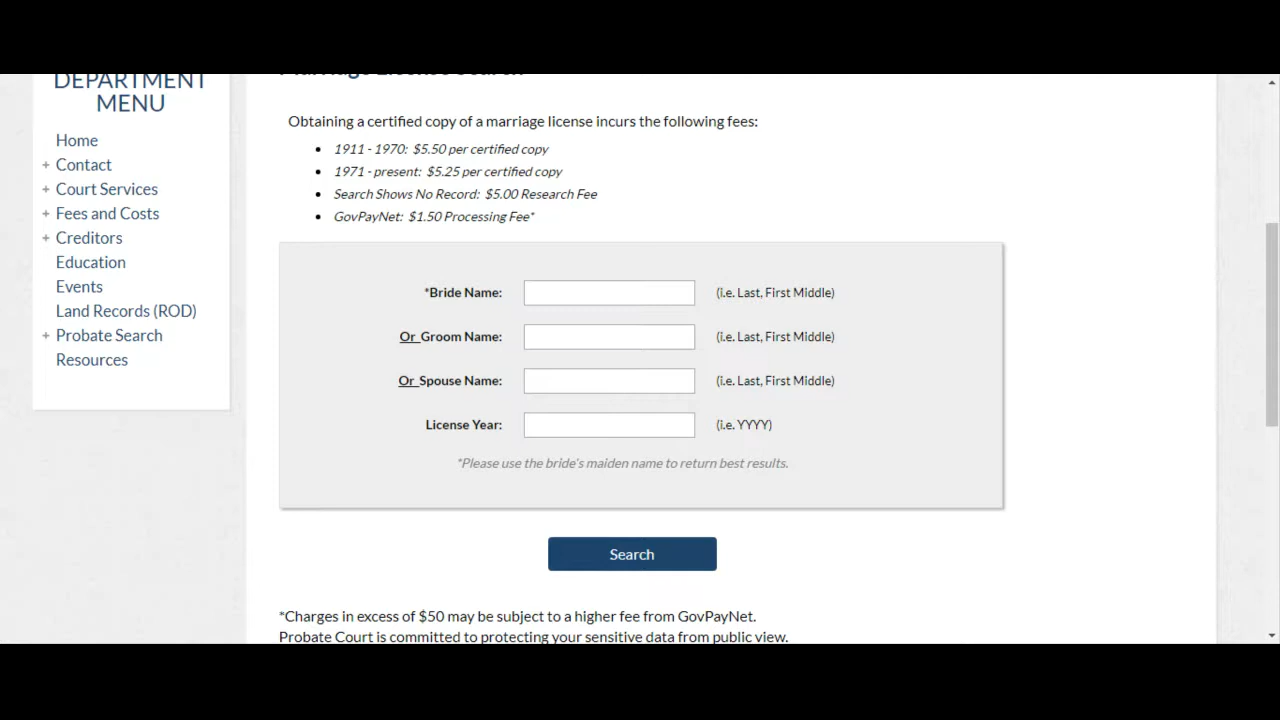 DEPARTMENT
MENU
Home
+ Contact
+ Court Services
+ Fees and Costs
+ Creditors
Education
Events
Land Records (ROD)
+ Probate Search
Resources
Marriage License Search
Obtaining a certified copy of a marriage license incurs the following fees:
• 1911 - 1970: $5.50 per certified copy
• 1971 - present: $5.25 per certified copy
• Search Shows No Record: $5.00 Research Fee
• GovPayNet: $1.50 Processing Fee*
*Bride Name: (i.e. Last, First Middle)
Or Groom Name: (i.e. Last, First Middle)
Or Spouse Name: (i.e. Last, First Middle)
License Year: (i.e. YYYY)
*Please use the bride's maiden name to return best results.
Search
*Charges in excess of $50 may be subject to a higher fee from GovPayNet.
Probate Court is committed to protecting your sensitive data from public view.